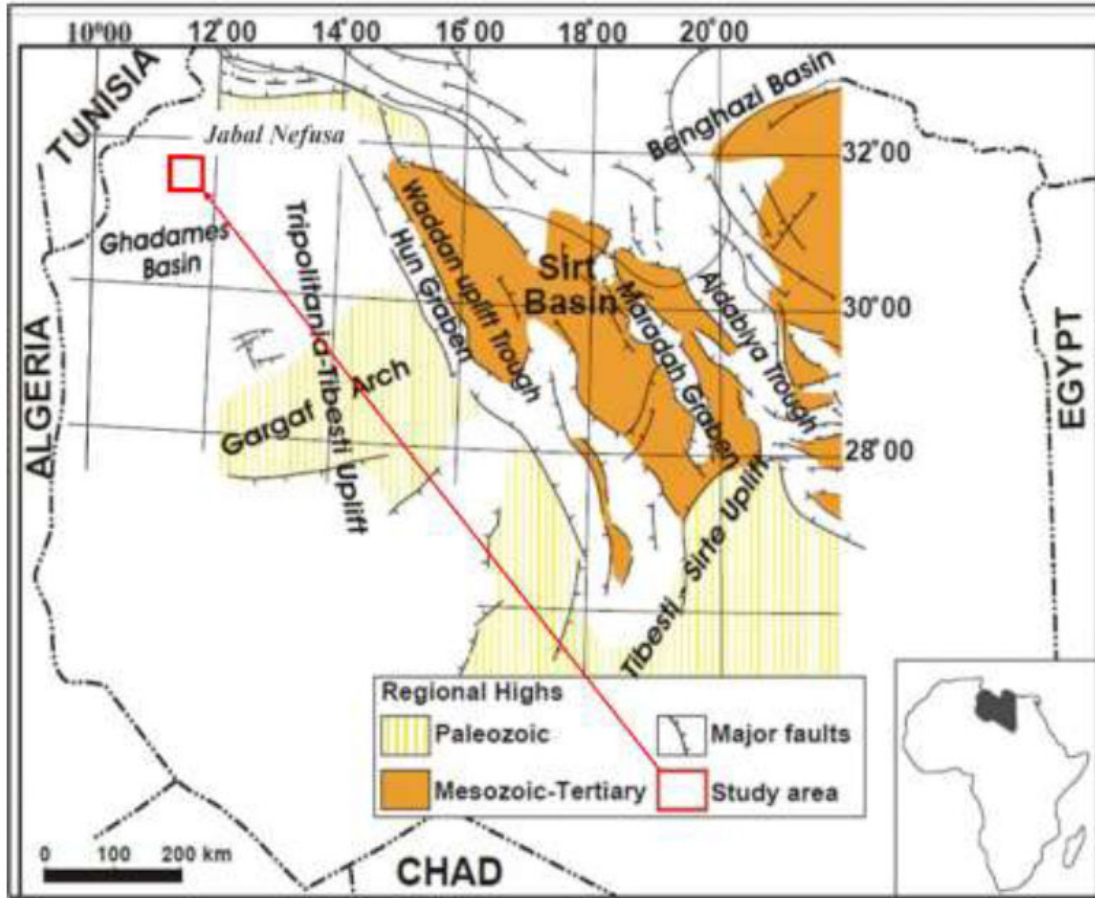 10°00 12°00 14°00 16°00 18°00 20°00
TUNISIA
Benghazi Basin
Jabal Nefusa
32°00
Ghadames
Basin
Tripolitania-Tibesti Uplift
Hun Graben
Waddan uplift Trough
Sirt
Basin
Maradah Graben
Ajdabiya Trough
30°00
ALGERIA
EGYPT
Gargaf Arch
28°00
Tibesti - Sirte Uplift
Regional Highs
Paleozoic
Major faults
Mesozoic-Tertiary
Study area
0 100 200 km
CHAD